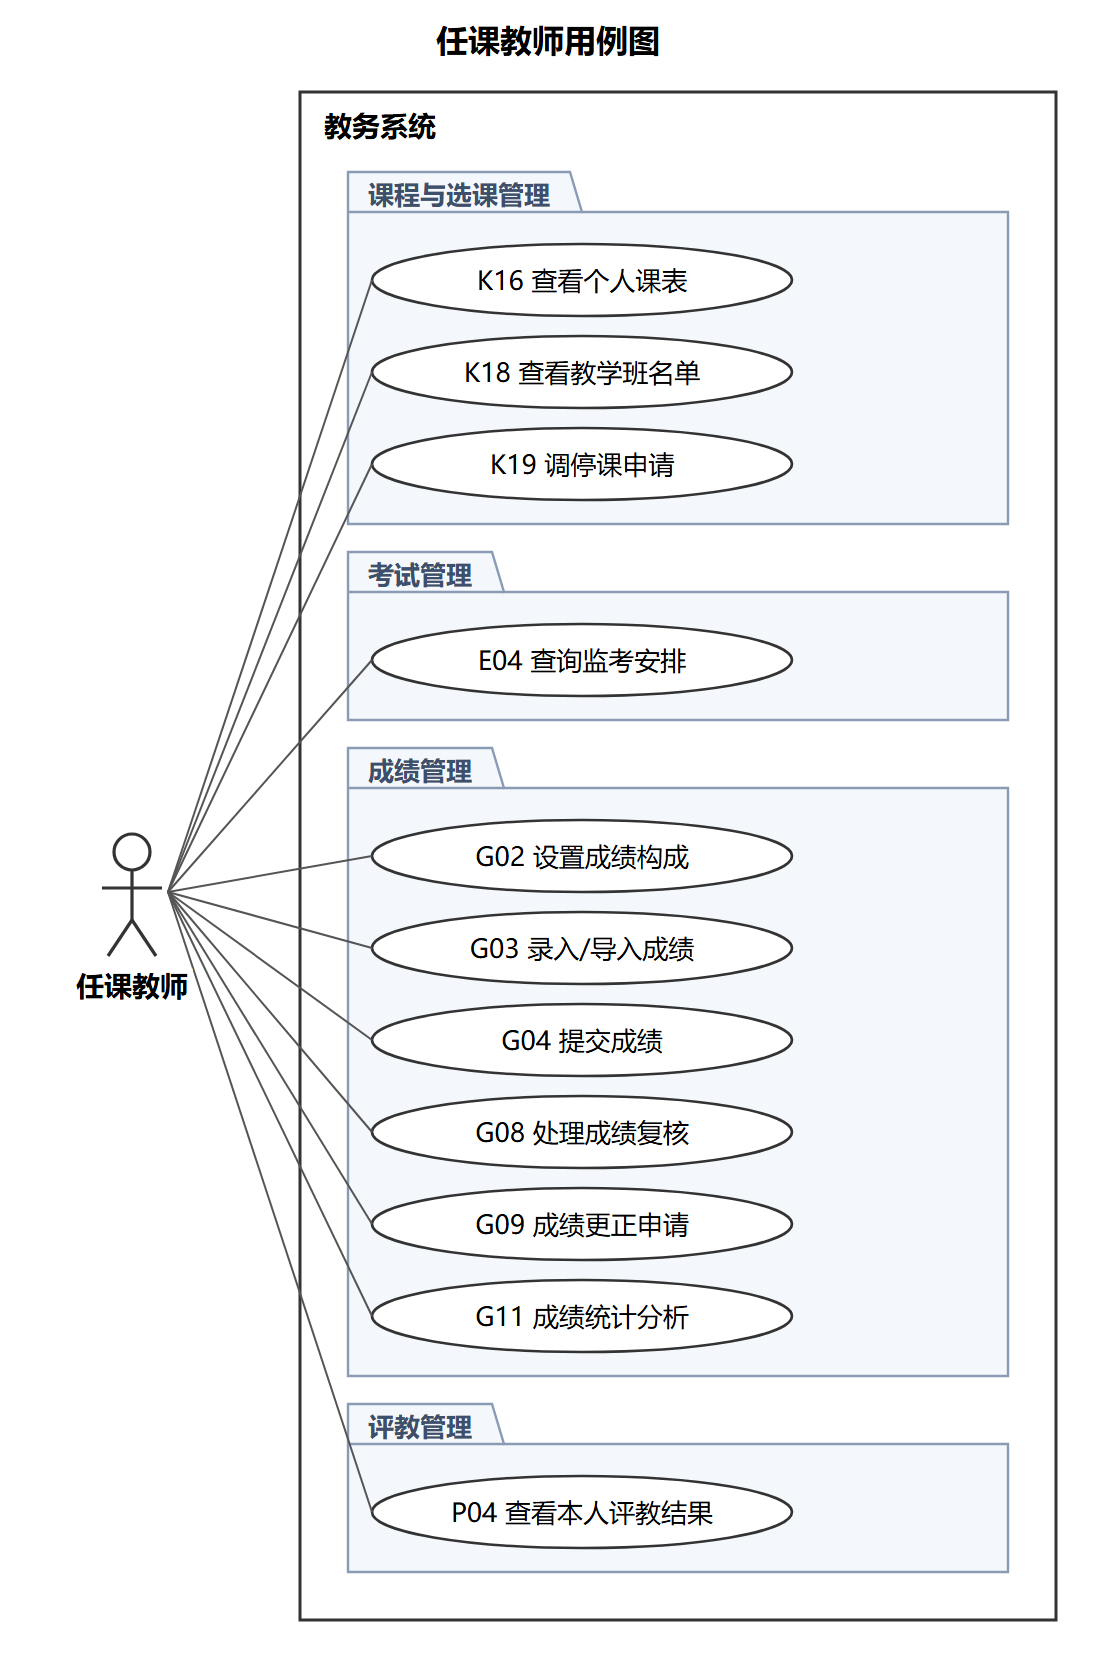 任课教师用例图
教务系统
课程与选课管理
K16 查看个人课表
K18 查看教学班名单
K19 调停课申请
考试管理
E04 查询监考安排
成绩管理
G02 设置成绩构成
G03 录入/导入成绩
任课教师
G04 提交成绩
G08 处理成绩复核
G09 成绩更正申请
G11 成绩统计分析
评教管理
P04 查看本人评教结果